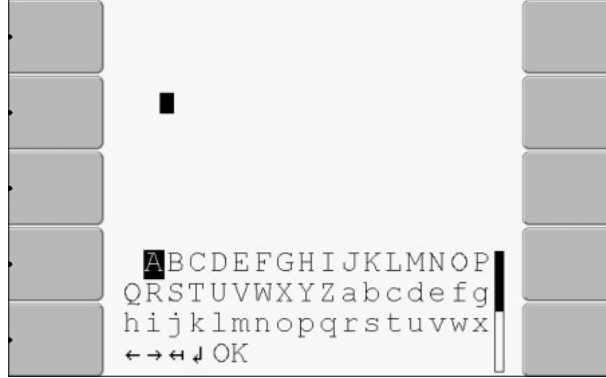 ABCDEFGHIJKLMNOP
QRSTUVWXYZabcdefg
hijklmnopqrstuvwx
←→↤↲OK